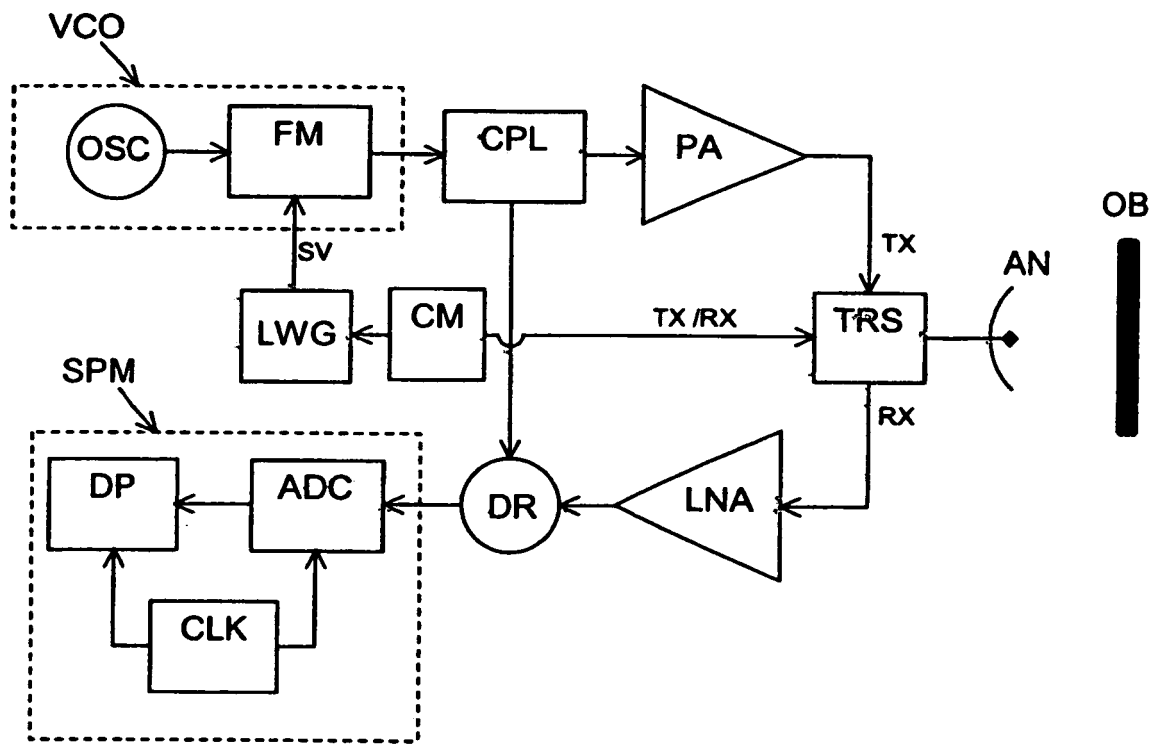 VCO
OSC
FM
CPL
PA
OB
SV
TX
AN
LWG
CM
TX /RX
TRS
SPM
RX
DP
ADC
DR
LNA
CLK